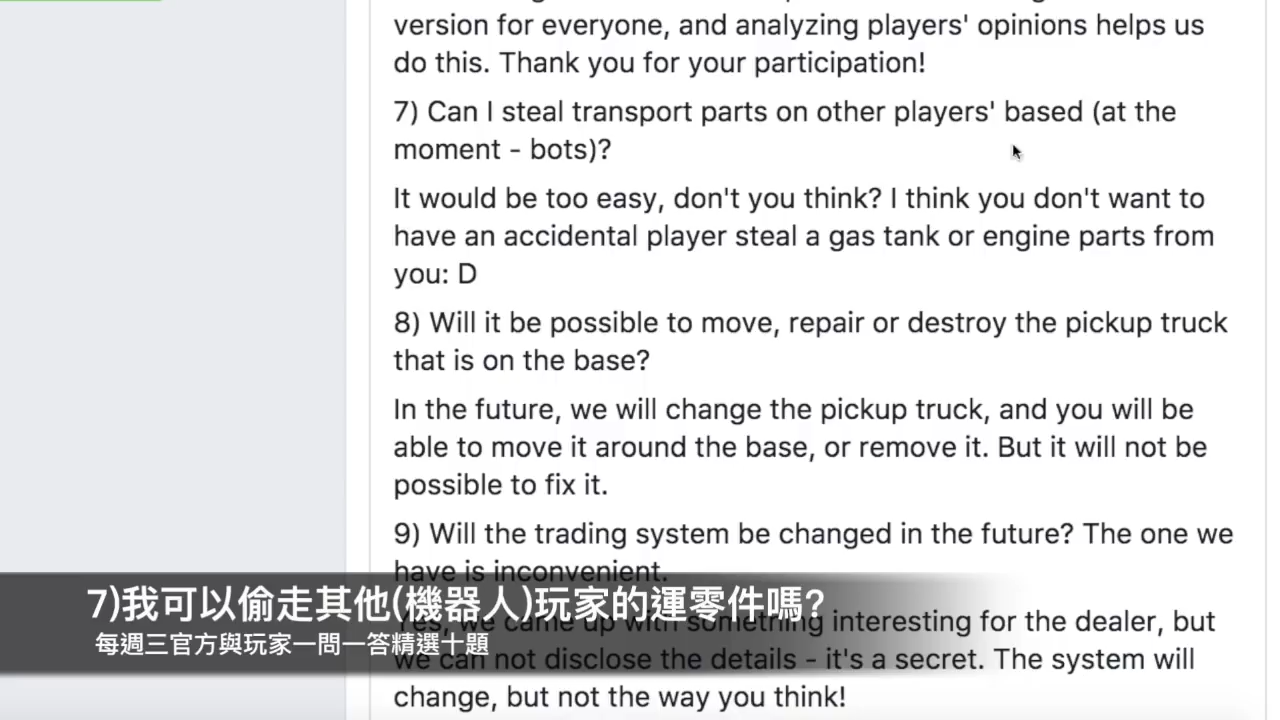 version for everyone, and analyzing players' opinions helps us
do this. Thank you for your participation!
7) Can I steal transport parts on other players' based (at the
moment - bots)?
It would be too easy, don't you think? I think you don't want to
have an accidental player steal a gas tank or engine parts from
you: D
8) Will it be possible to move, repair or destroy the pickup truck
that is on the base?
In the future, we will change the pickup truck, and you will be
able to move it around the base, or remove it. But it will not be
possible to fix it.
9) Will the trading system be changed in the future? The one we
have is inconvenient.
7)我可以偷走其他(機器人)玩家的運零件嗎?
Yes, we came up with something interesting for the dealer, but
每週三官方與玩家一問一答精選十題
we can not disclose the details - it's a secret. The system will
change, but not the way you think!